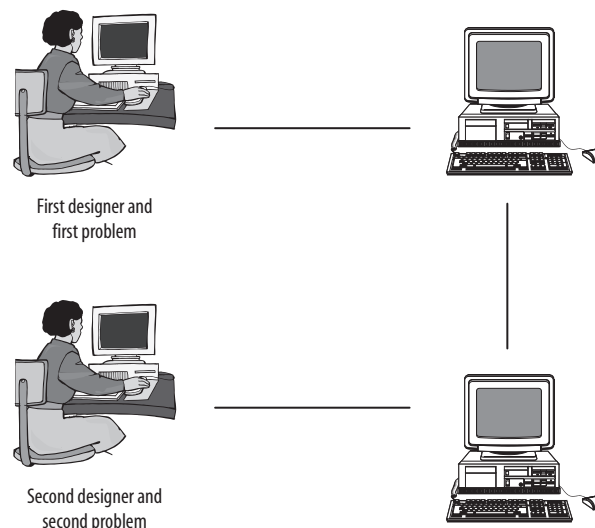 First designer and
first problem
Second designer and
second problem